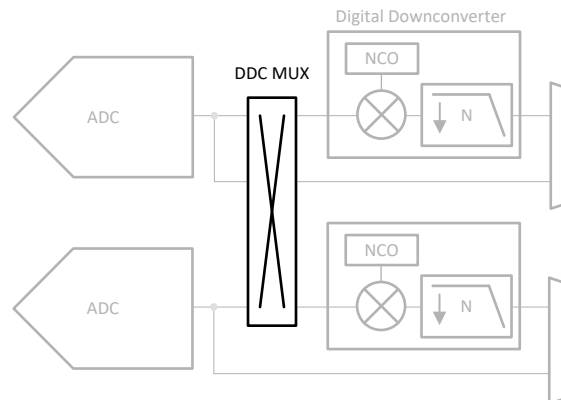 Digital Downconverter
NCO
DDC MUX
ADC
N
NCO
ADC
N